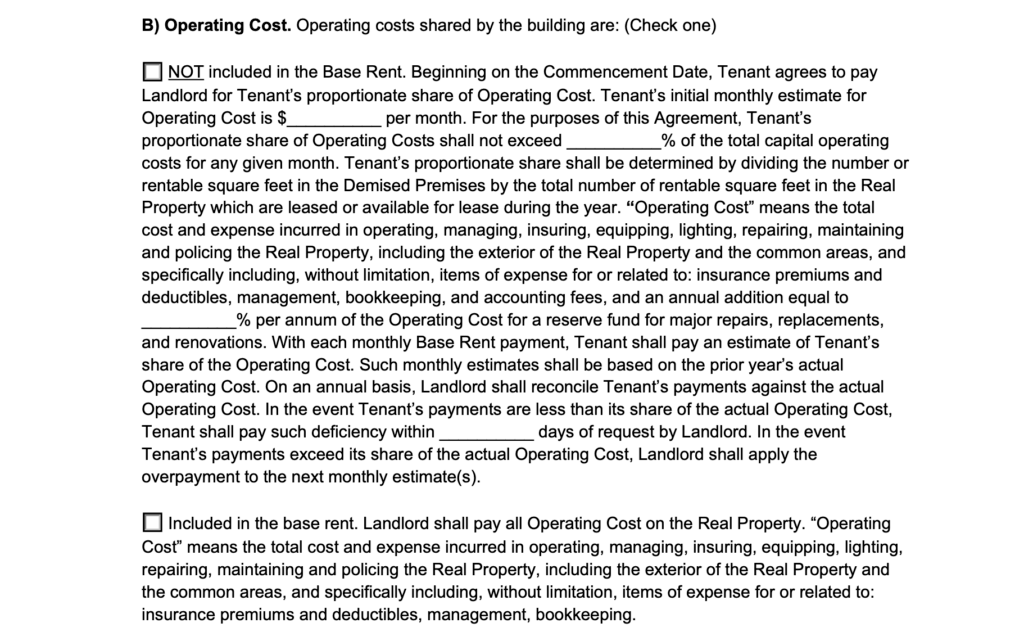 B) Operating Cost. Operating costs shared by the building are: (Check one)
NOT included in the Base Rent. Beginning on the Commencement Date, Tenant agrees to pay
Landlord for Tenant's proportionate share of Operating Cost. Tenant's initial monthly estimate for
Operating Cost is $__________ per month. For the purposes of this Agreement, Tenant's
proportionate share of Operating Costs shall not exceed __________% of the total capital operating
costs for any given month. Tenant's proportionate share shall be determined by dividing the number or
rentable square feet in the Demised Premises by the total number of rentable square feet in the Real
Property which are leased or available for lease during the year. “Operating Cost” means the total
cost and expense incurred in operating, managing, insuring, equipping, lighting, repairing, maintaining
and policing the Real Property, including the exterior of the Real Property and the common areas, and
specifically including, without limitation, items of expense for or related to: insurance premiums and
deductibles, management, bookkeeping, and accounting fees, and an annual addition equal to
__________% per annum of the Operating Cost for a reserve fund for major repairs, replacements,
and renovations. With each monthly Base Rent payment, Tenant shall pay an estimate of Tenant's
share of the Operating Cost. Such monthly estimates shall be based on the prior year's actual
Operating Cost. On an annual basis, Landlord shall reconcile Tenant's payments against the actual
Operating Cost. In the event Tenant's payments are less than its share of the actual Operating Cost,
Tenant shall pay such deficiency within __________ days of request by Landlord. In the event
Tenant's payments exceed its share of the actual Operating Cost, Landlord shall apply the
overpayment to the next monthly estimate(s).
Included in the base rent. Landlord shall pay all Operating Cost on the Real Property. “Operating
Cost” means the total cost and expense incurred in operating, managing, insuring, equipping, lighting,
repairing, maintaining and policing the Real Property, including the exterior of the Real Property and
the common areas, and specifically including, without limitation, items of expense for or related to:
insurance premiums and deductibles, management, bookkeeping.